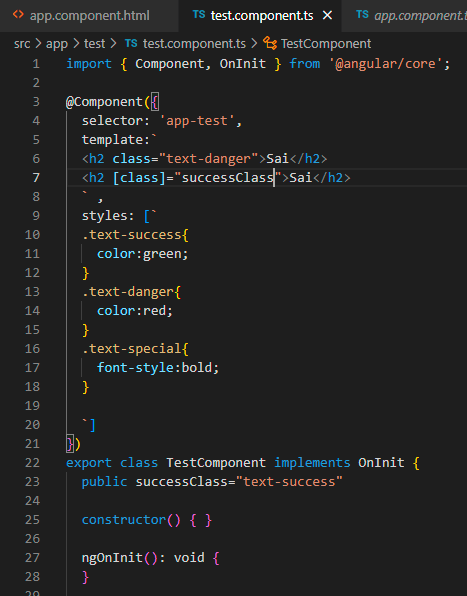 app.component.html TS test.component.ts TS app.component.t
src > app > test > TS test.component.ts > TestComponent
1 import { Component, OnInit } from '@angular/core';
2
3 @Component({
4 selector: 'app-test',
5 template:`
6 <h2 class="text-danger">Sai</h2>
7 <h2 [class]="successClass">Sai</h2>
8 ` ,
9 styles: [`
10 .text-success{
11 color:green;
12 }
13 .text-danger{
14 color:red;
15 }
16 .text-special{
17 font-style:bold;
18 }
19
20 `]
21 })
22 export class TestComponent implements OnInit {
23 public successClass="text-success"
24
25 constructor() { }
26
27 ngOnInit(): void {
28 }